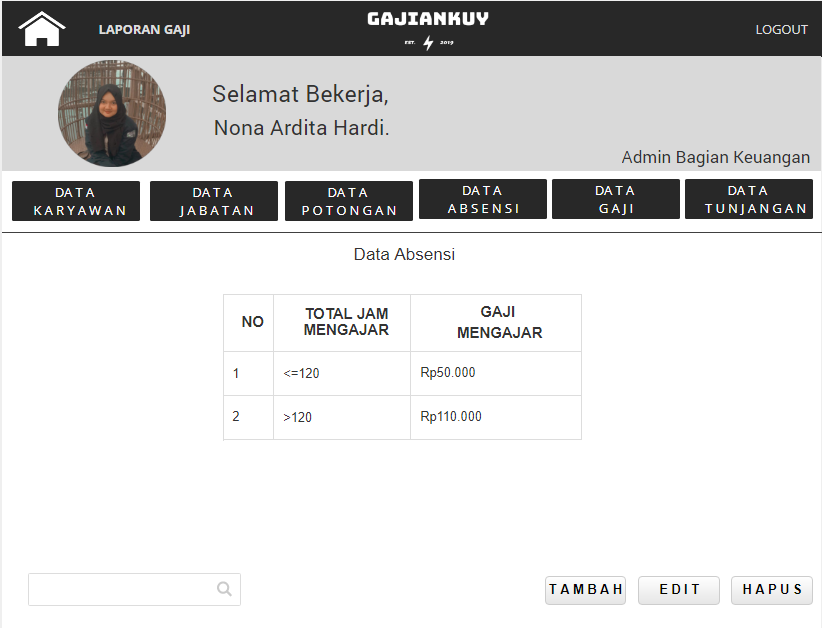 LAPORAN GAJI
GAJIANKUY
EST. 2019
LOGOUT
Selamat Bekerja,
Nona Ardita Hardi.
Admin Bagian Keuangan
DATA KARYAWAN
DATA JABATAN
DATA POTONGAN
DATA ABSENSI
DATA GAJI
DATA TUNJANGAN
Data Absensi
NO TOTAL JAM MENGAJAR GAJI MENGAJAR
1 <=120 Rp50.000
2 >120 Rp110.000
TAMBAH EDIT HAPUS